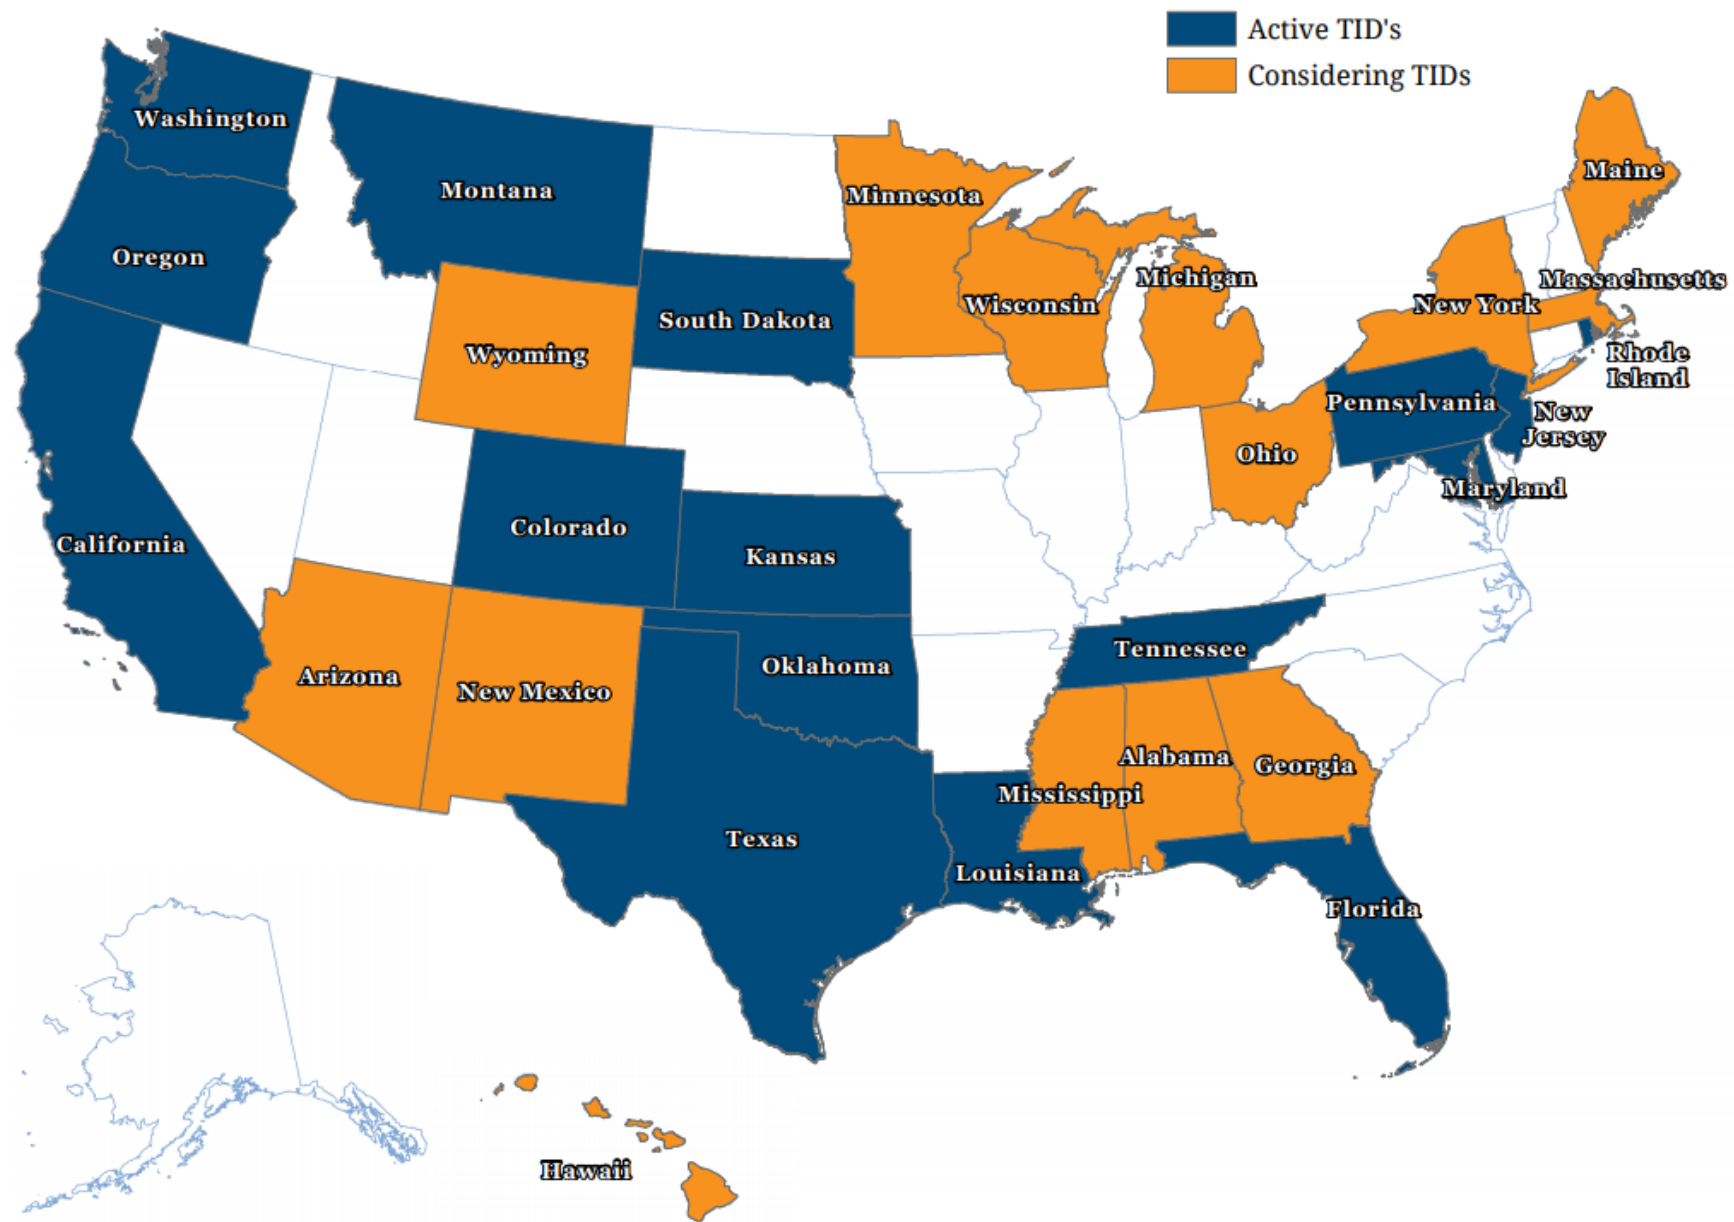 Active TID's
Considering TIDs
Washington
Montana
Oregon
Minnesota
Maine
Wyoming
South Dakota
Wisconsin
Michigan
New York
Massachusetts
Rhode
Island
Pennsylvania
New
Jersey
Ohio
Maryland
California
Colorado
Kansas
Arizona
New Mexico
Oklahoma
Tennessee
Texas
Louisiana
Mississippi
Alabama
Georgia
Florida
Hawaii